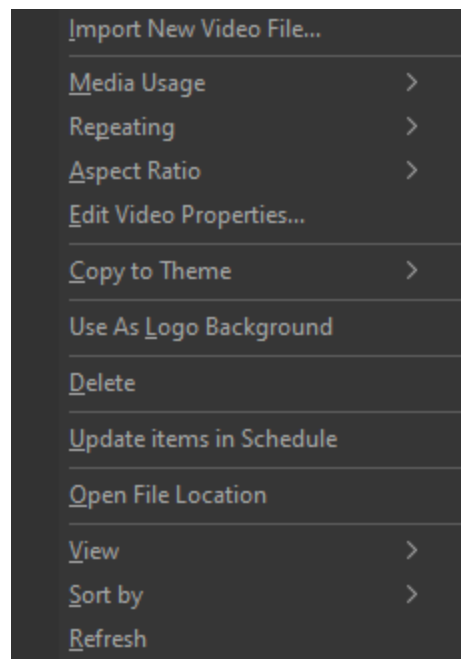 Import New Video File...
Media Usage
Repeating
Aspect Ratio
Edit Video Properties...
Copy to Theme
Use As Logo Background
Delete
Update items in Schedule
Open File Location
View
Sort by
Refresh